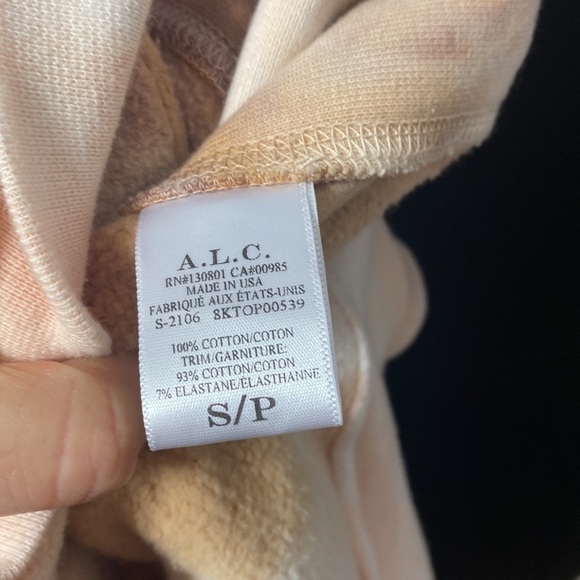 A.L.C.
RN#130801 CA#00985
MADE IN USA
FABRIQUÉ AUX ÉTATS-UNIS
S-2106 8KTOP00539
100% COTTON/COTON
TRIM/GARNITURE:
93% COTTON/COTON
7% ELASTANE/ÉLASTHANNE
S/P